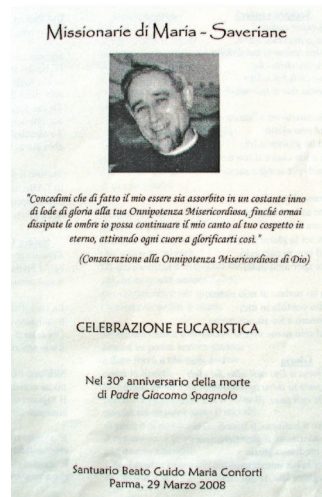 Missionarie di Maria - Saveriane
"Concedimi che di fatto il mio essere sia assorbito in un costante inno
di lode di gloria alla tua Onnipotenza Misericordiosa, finché ormai
dissipate le ombre io possa continuare il mio canto al tuo cospetto in
eterno, attirando ogni cuore a glorificarti così."
(Consacrazione alla Onnipotenza Misericordiosa di Dio)
CELEBRAZIONE EUCARISTICA
Nel 30° anniversario della morte
di Padre Giacomo Spagnolo
Santuario Beato Guido Maria Conforti
Parma, 29 Marzo 2008